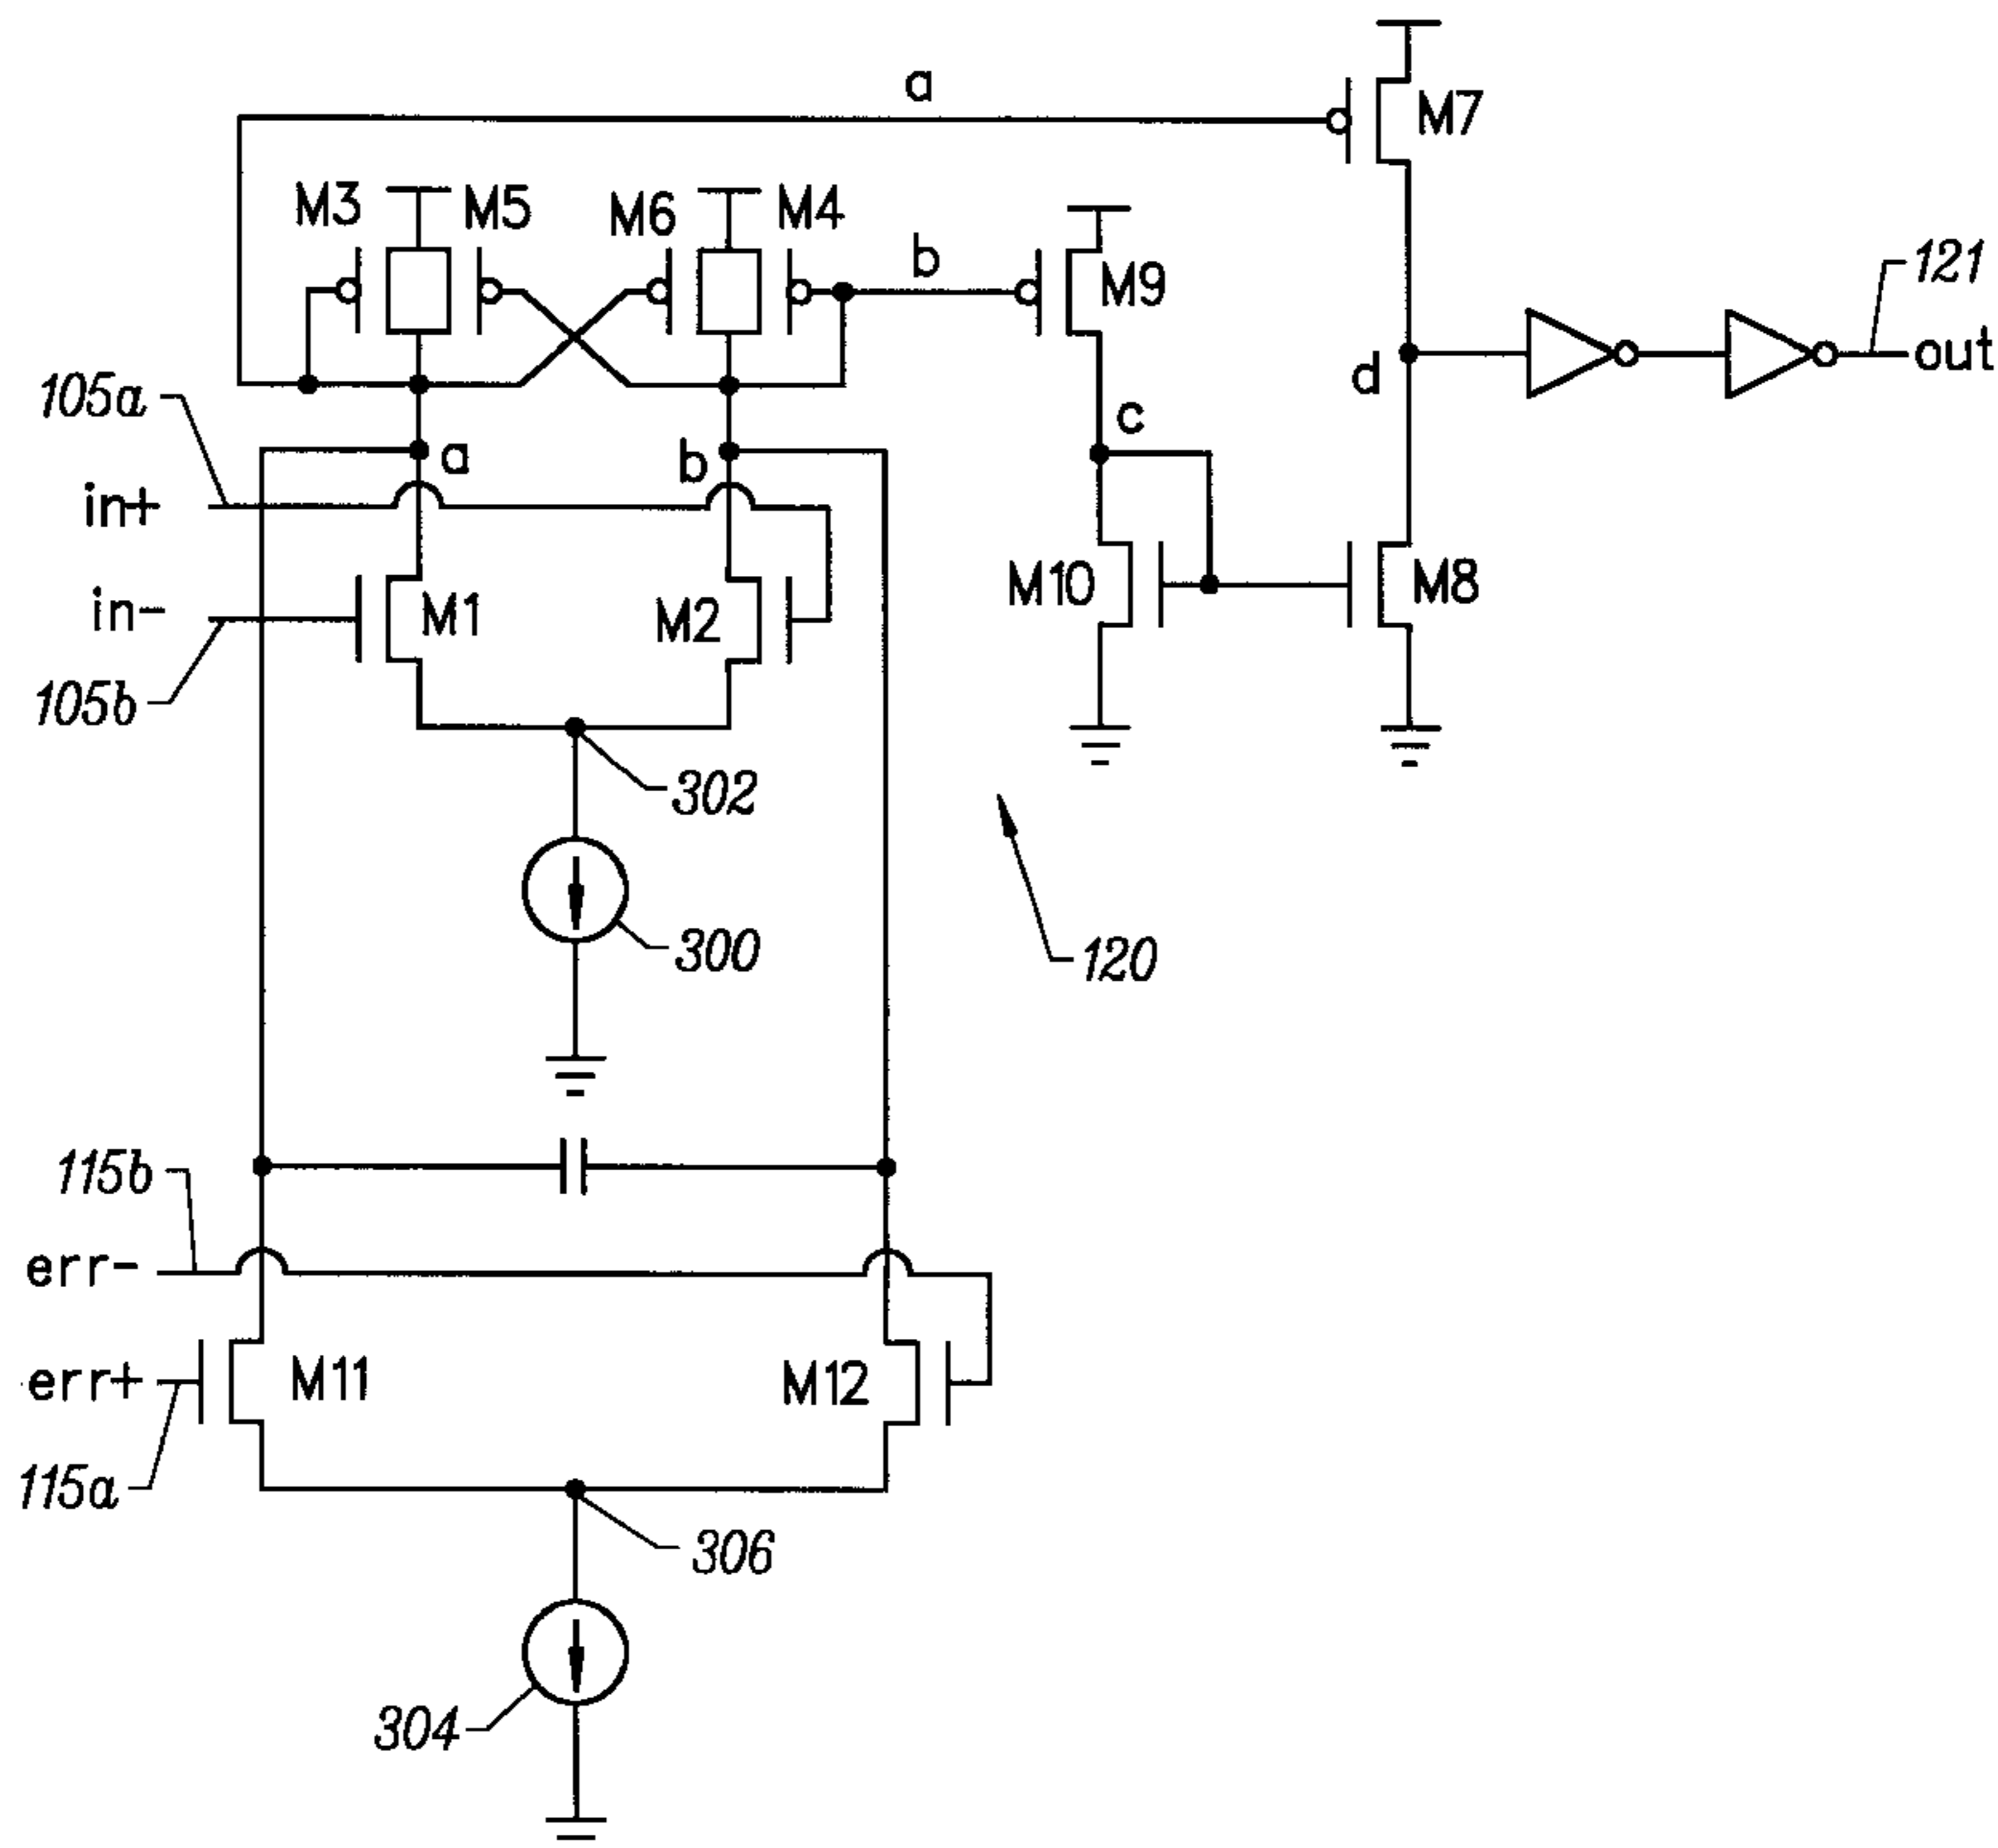 a
M7
M3
M5
M6
M4
b
M9
121
out
d
c
105a
a
b
in+
in-
M1
M2
M10
M8
105b
302
300
120
115b
err-
err+
M11
M12
115a
306
304